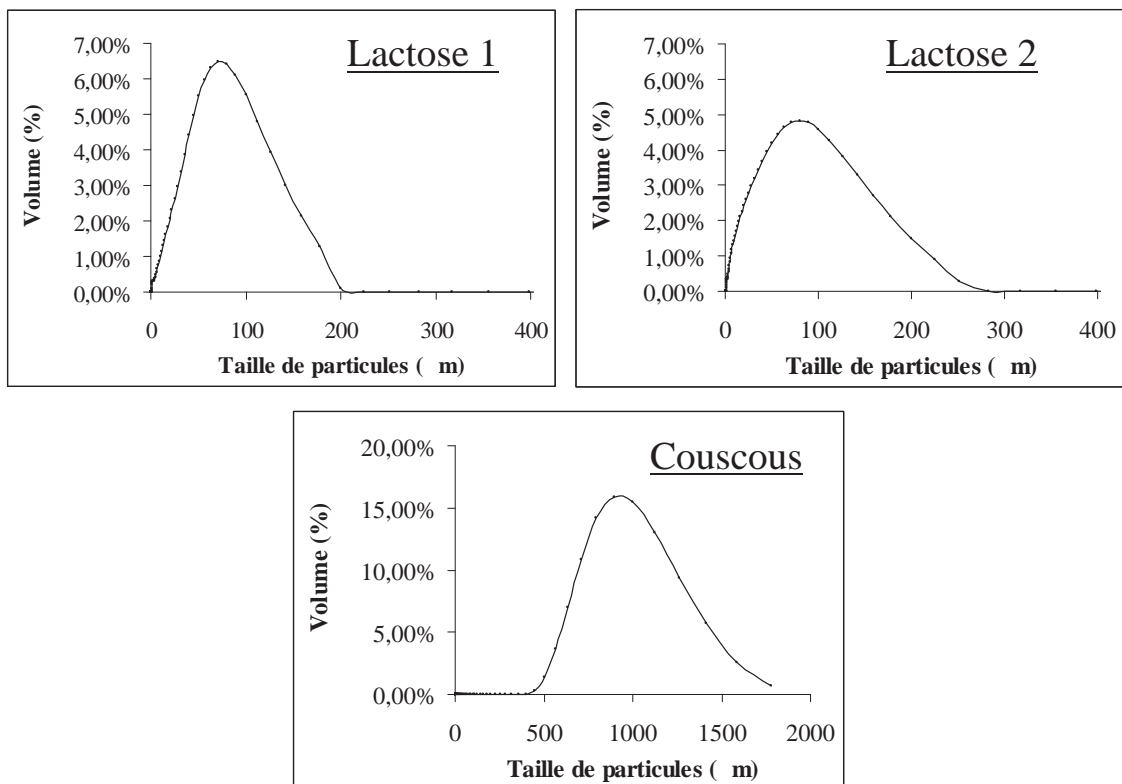 Lactose 1
7,00%
6,00%
5,00%
4,00%
3,00%
2,00%
1,00%
0,00%
Volume (%)
0 100 200 300 400
Taille de particules ( m)
Lactose 2
7,00%
6,00%
5,00%
4,00%
3,00%
2,00%
1,00%
0,00%
Volume (%)
0 100 200 300 400
Taille de particules ( m)
Couscous
20,00%
15,00%
10,00%
5,00%
0,00%
Volume (%)
0 500 1000 1500 2000
Taille de particules ( m)